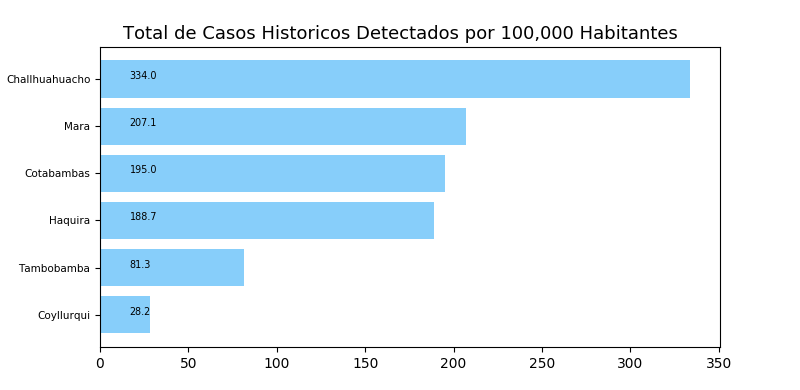 Total de Casos Historicos Detectados por 100,000 Habitantes
Challhuahuacho 334.0
Mara 207.1
Cotabambas 195.0
Haquira 188.7
Tambobamba 81.3
Coyllurqui 28.2
0 50 100 150 200 250 300 350